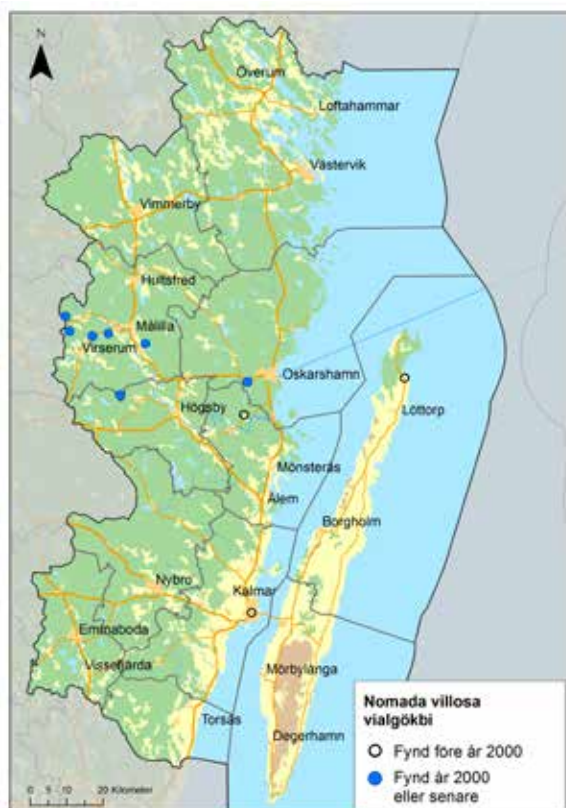 N
Överum
Loftahammar
Västervik
Vimmerby
Hultsfred
Målilla
Virserum
Oskarshamn
Högsby
Löttorp
Mönsterås
Ålem
Borgholm
Nybro
Kalmar
Emmaboda
Vissefjärda
Mörbylånga
Torsås
Degerhamn
Nomada villosa
vialgökbi
Fynd före år 2000
Fynd år 2000
eller senare
0 5 10 20 Kilometer